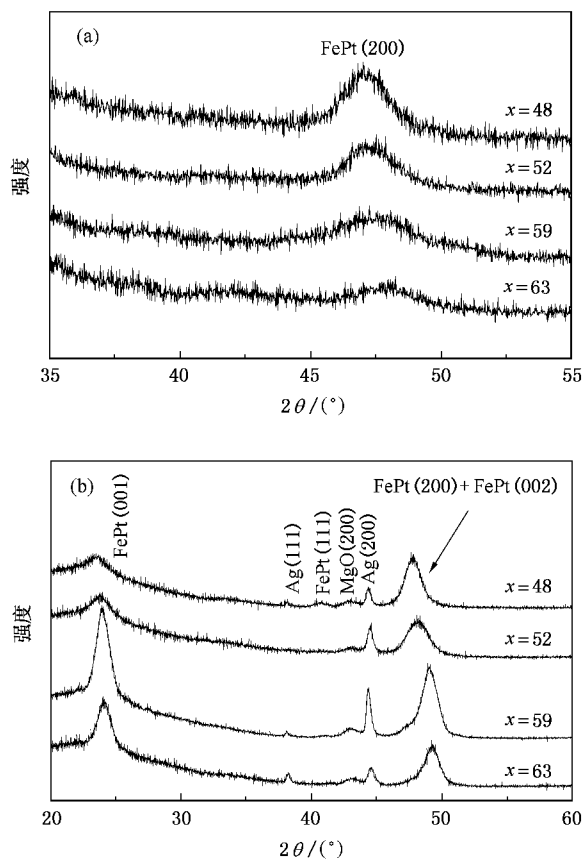 (a)
FePt(200)
x=48
x=52
x=59
x=63
强度
35 40 45 50 55
2θ/(°)
(b)
FePt(001)
Ag(111)
FePt(111)
MgO(200)
Ag(200)
FePt(200)+FePt(002)
x=48
x=52
x=59
x=63
强度
20 30 40 50 60
2θ/(°)